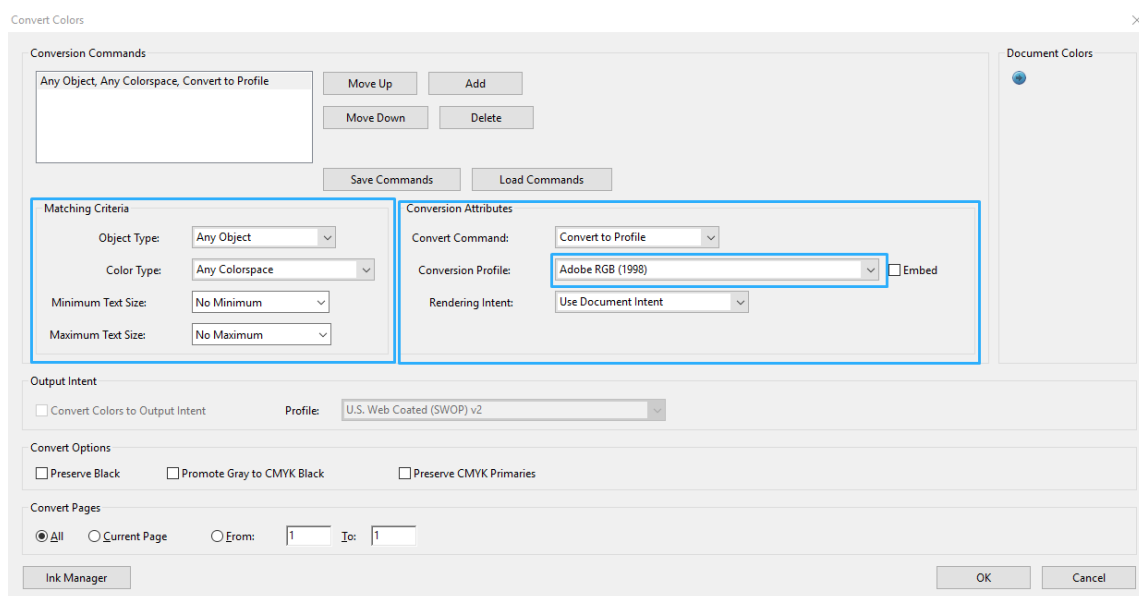 Convert Colors
Conversion Commands
Document Colors
Any Object, Any Colorspace, Convert to Profile
Move Up
Add
Move Down
Delete
Save Commands
Load Commands
Matching Criteria
Object Type: Any Object
Color Type: Any Colorspace
Minimum Text Size: No Minimum
Maximum Text Size: No Maximum
Conversion Attributes
Convert Command: Convert to Profile
Conversion Profile: Adobe RGB (1998) Embed
Rendering Intent: Use Document Intent
Output Intent
Convert Colors to Output Intent Profile: U.S. Web Coated (SWOP) v2
Convert Options
Preserve Black Promote Gray to CMYK Black Preserve CMYK Primaries
Convert Pages
All Current Page From: 1 To: 1
Ink Manager OK Cancel